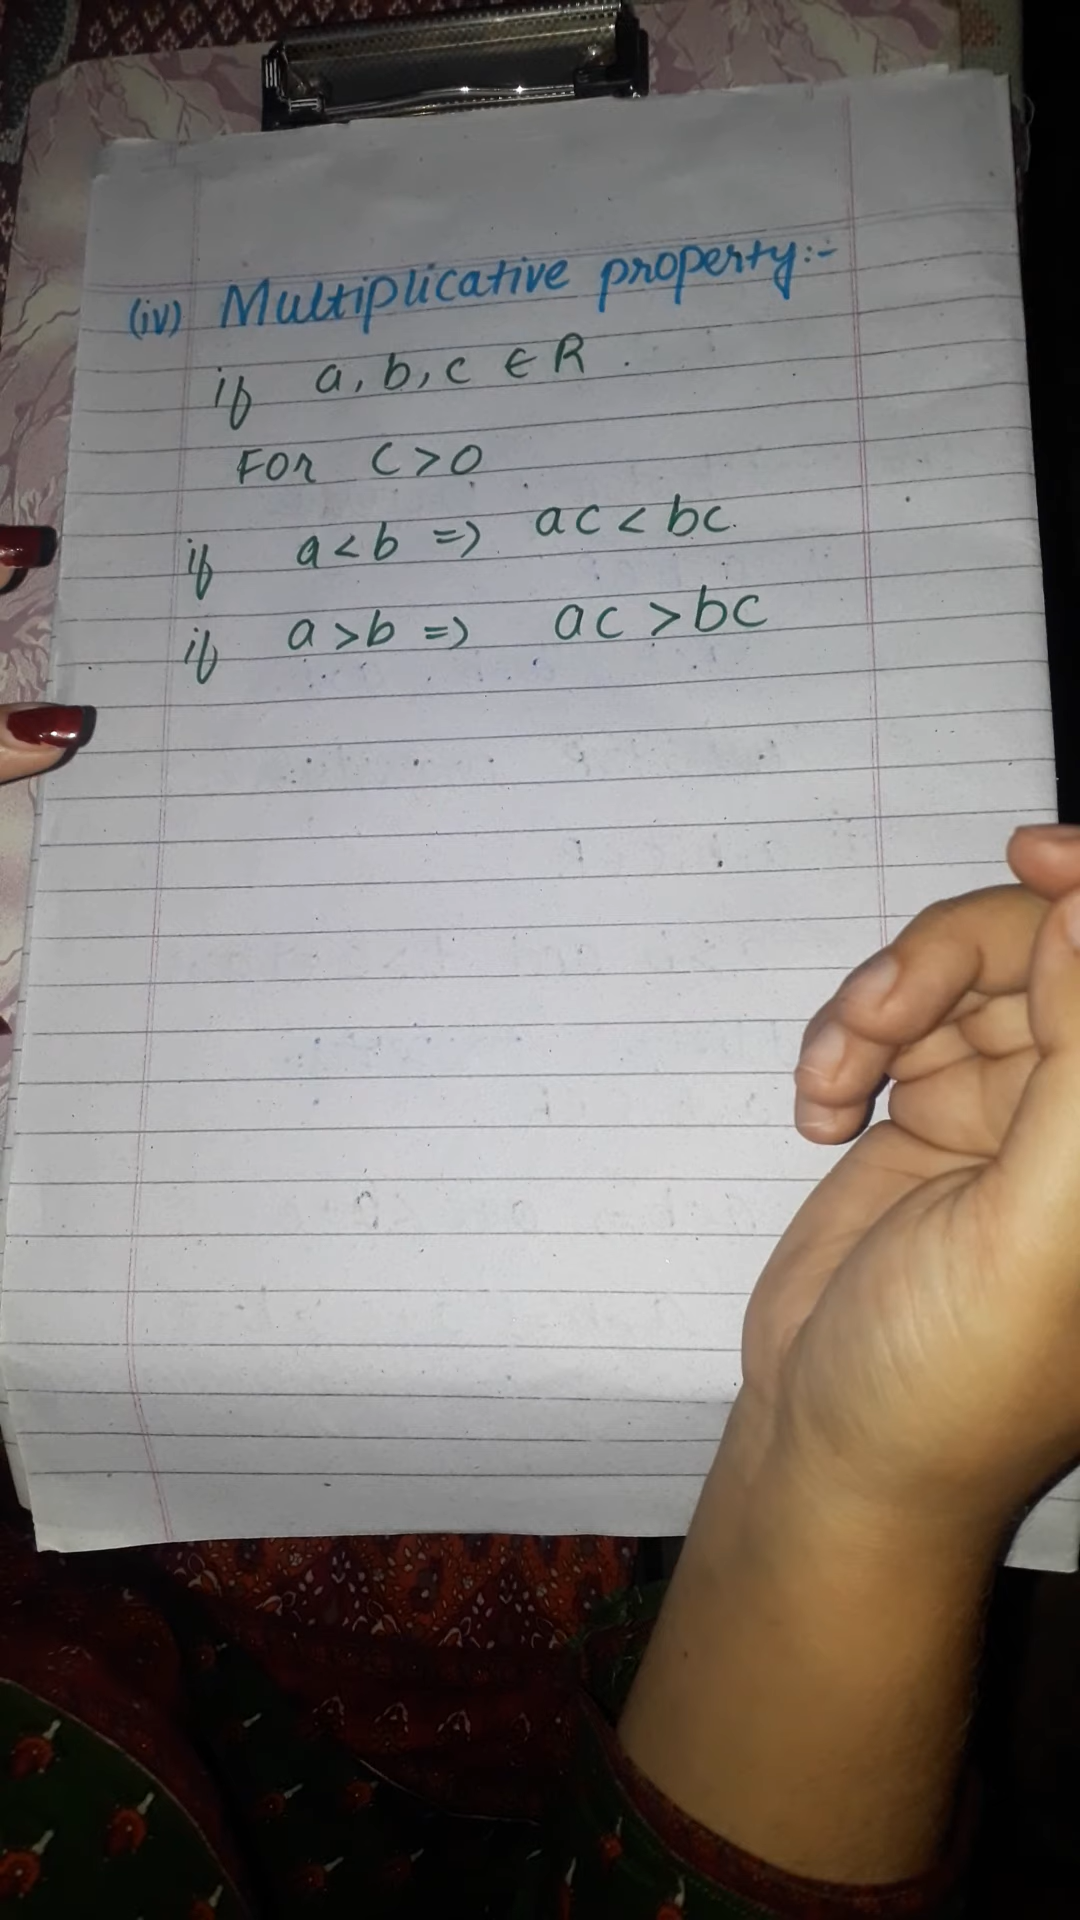 (iv) Multiplicative property:-
if a, b, c ∈ R .
For c > 0
if a < b => ac < bc.
if a > b => ac > bc